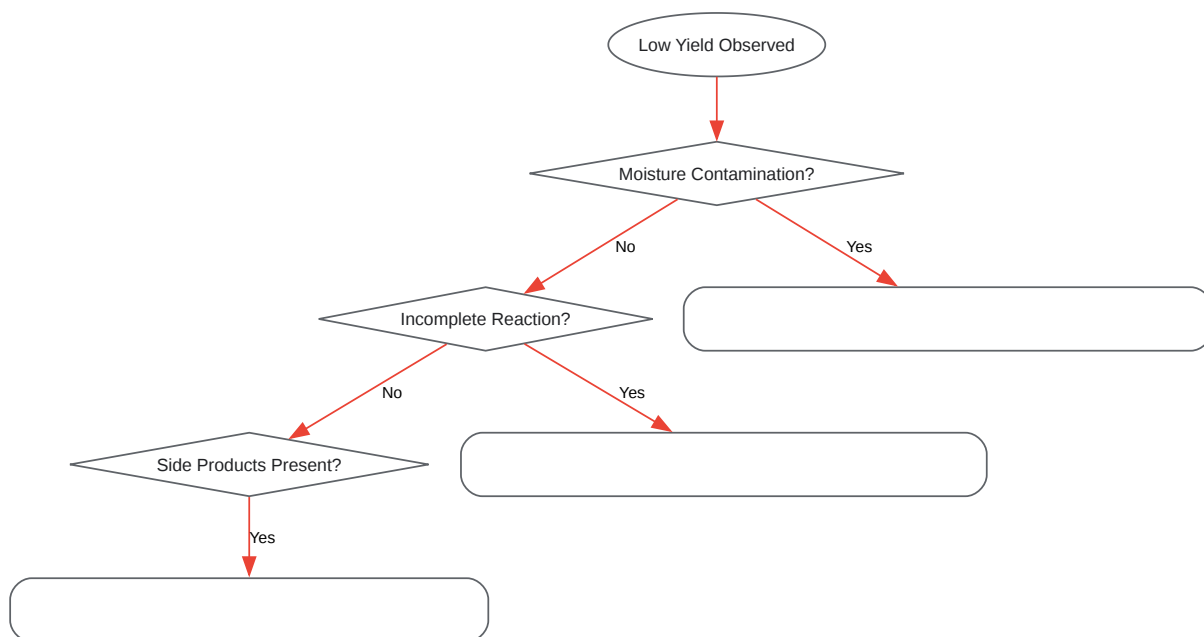 Low Yield Observed
Moisture Contamination?
No
Yes
Incomplete Reaction?
No
Yes
Side Products Present?
Yes